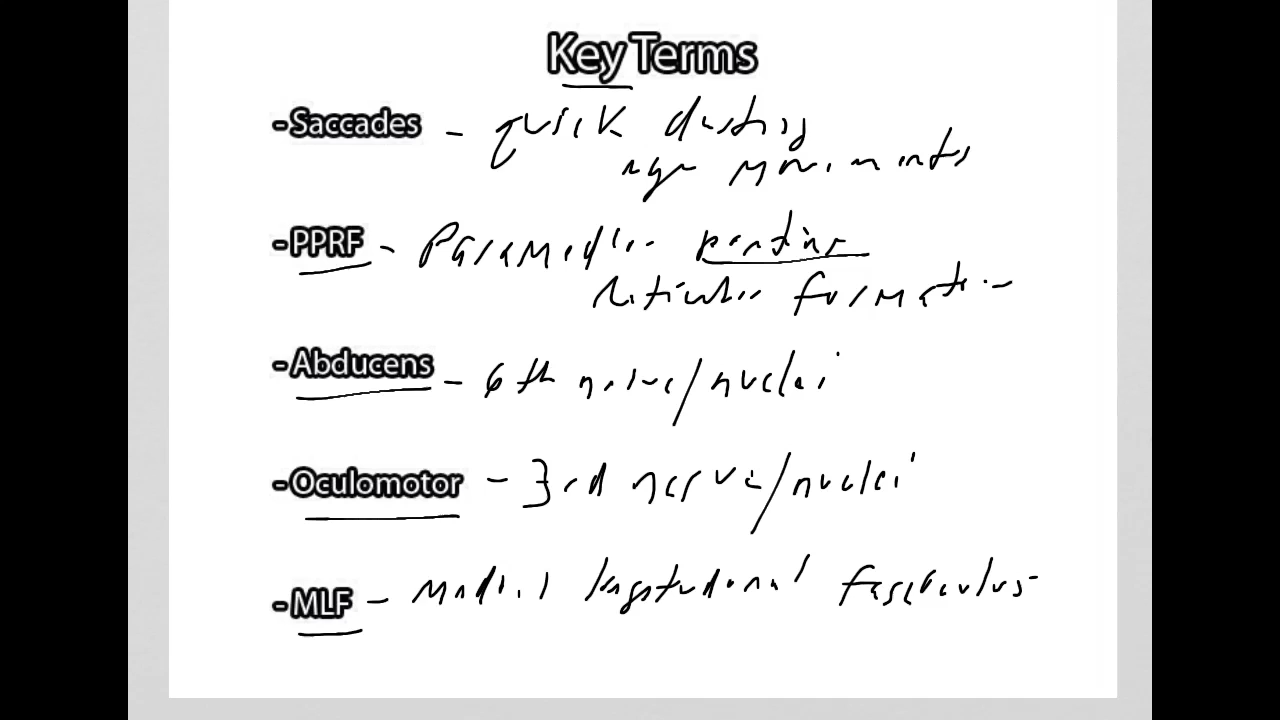 Key Terms
-Saccades - quick darting
eye movements
-PPRF - Paramedian pontine
reticular formation
-Abducens - 6th nerve/nuclei
-Oculomotor - 3rd nerve/nuclei
-MLF - medial longitudinal fasciculus